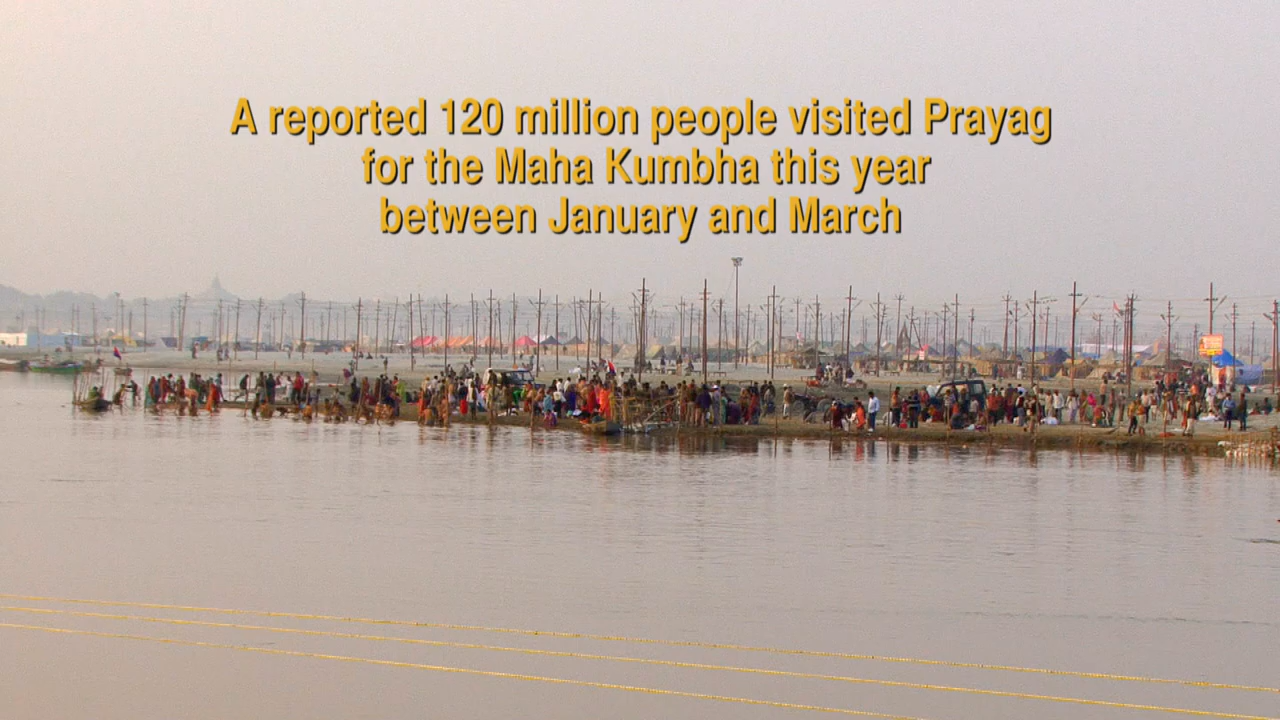 A reported 120 million people visited Prayag
for the Maha Kumbha this year
between January and March